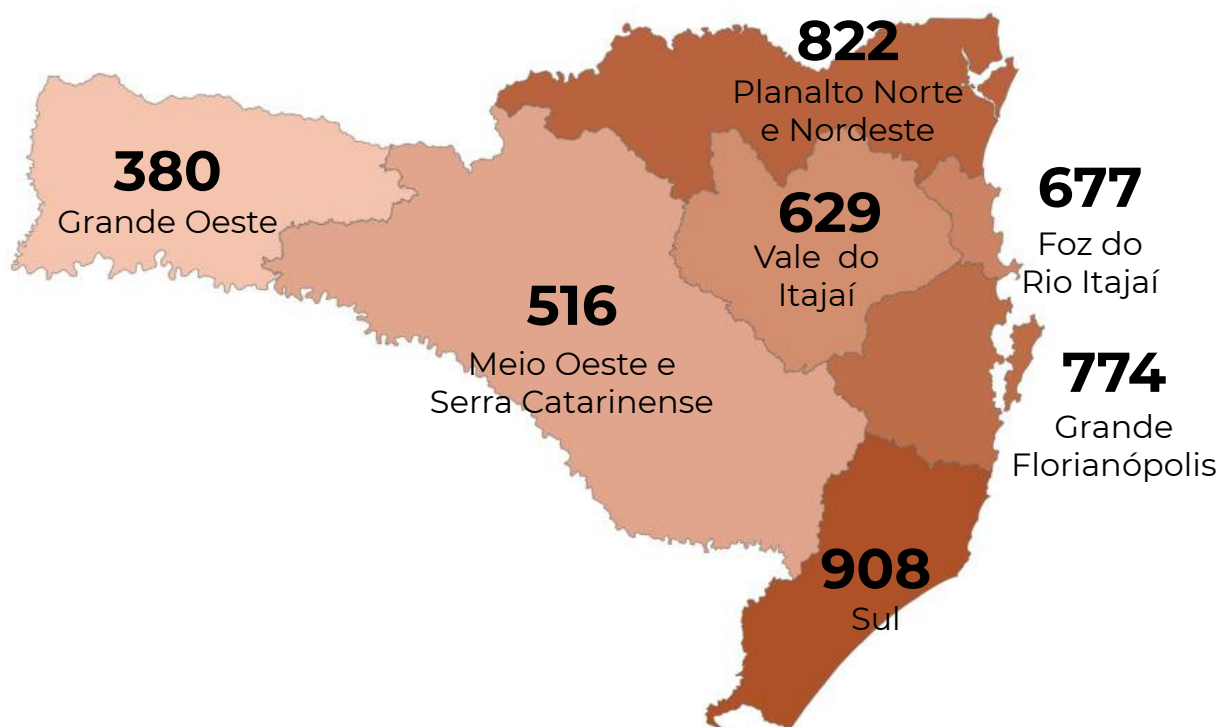 822
Planalto Norte
e Nordeste
380
Grande Oeste
629
Vale do
Itajaí
677
Foz do
Rio Itajaí
516
Meio Oeste e
Serra Catarinense
774
Grande
Florianópolis
908
Sul